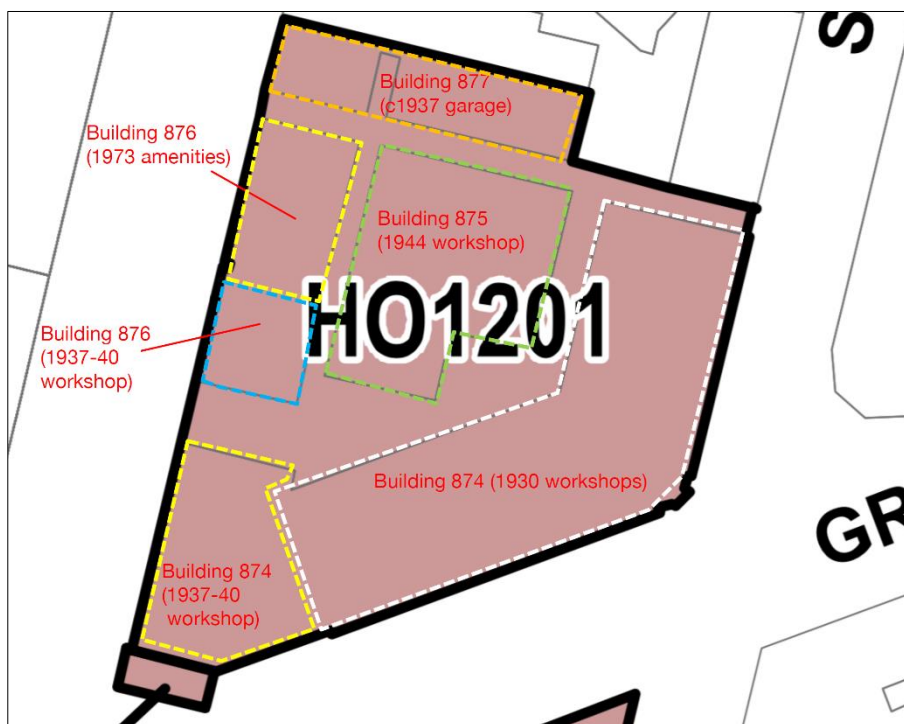 S
Building 877
(c1937 garage)
Building 876
(1973 amenities)
Building 875
(1944 workshop)
HO1201
Building 876
(1937-40
workshop)
Building 874 (1930 workshops)
GR
Building 874
(1937-40
workshop)